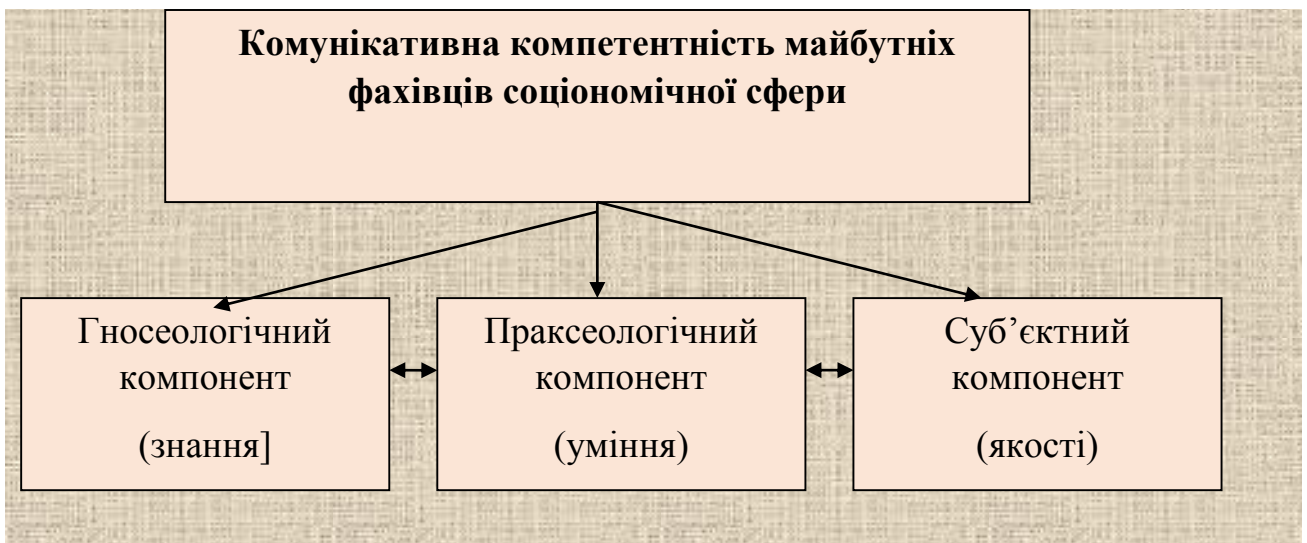 Комунікативна компетентність майбутніх
фахівців соціономічної сфери
Гносеологічний
компонент
(знання]
Праксеологічний
компонент
(уміння)
Суб’єктний
компонент
(якості)